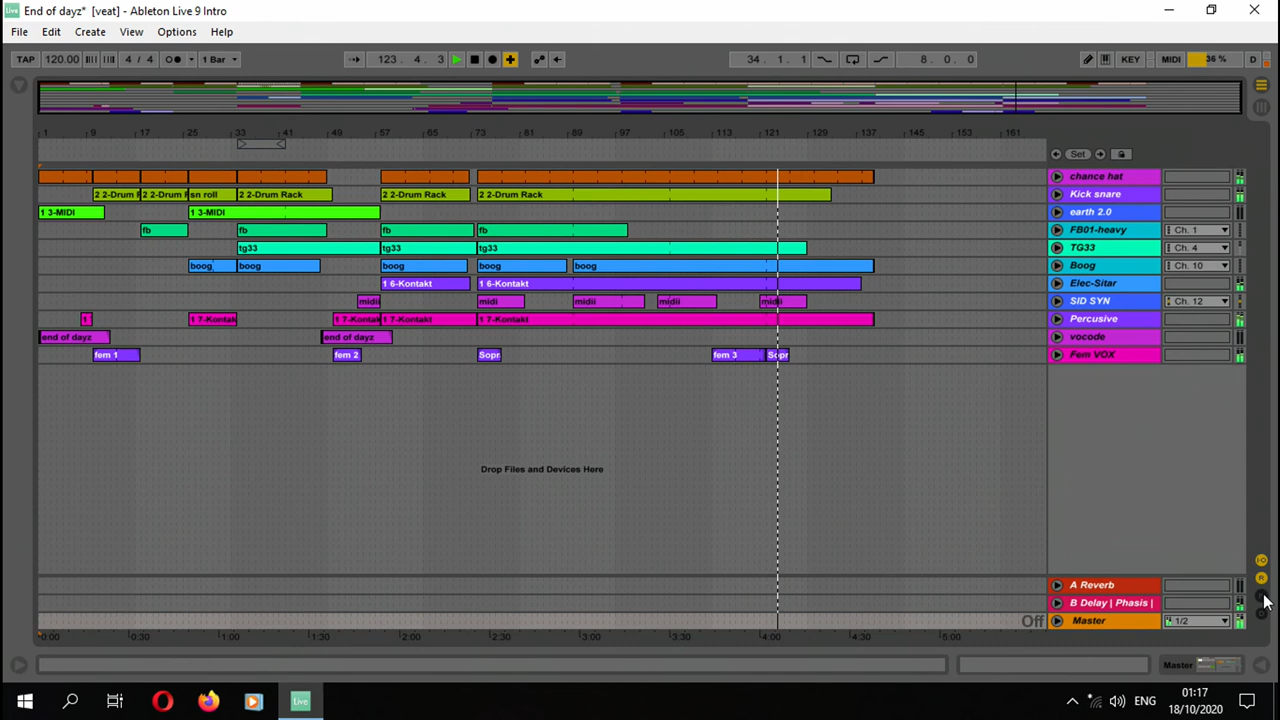 Live End of dayz* [veat] - Ableton Live 9 Intro
File Edit Create View Options Help
TAP 120.00 4 / 4 1 Bar 123. 4. 3 34. 1. 1 8. 0. 0 KEY MIDI 36 % D
1 9 17 25 33 41 49 57 65 73 81 89 97 105 113 121 129 137 145 153 161 Set
chance hat
2 2-Drum F 2 2-Drum F sn roll 2 2-Drum Rack 2 2-Drum Rack 2 2-Drum Rack Kick snare
1 3-MIDI 1 3-MIDI earth 2.0
fb fb fb fb FB01-heavy Ch. 1
tg33 tg33 tg33 TG33 Ch. 4
boog boog boog boog boog Boog Ch. 10
1 6-Kontakt 1 6-Kontakt Elec-Sitar
midii midi midii midii midii SID SYN Ch. 12
1 1 7-Kontak 1 7-Kontak 1 7-Kontakt 1 7-Kontakt Percusive
end of dayz end of dayz vocode
fem 1 fem 2 Sopr fem 3 Sopr Fem VOX
Drop Files and Devices Here
A Reverb
B Delay | Phasis |
Off Master 1/2
0:00 0:30 1:00 1:30 2:00 2:30 3:00 3:30 4:00 4:30 5:00
Master
Live ENG 01:17
18/10/2020